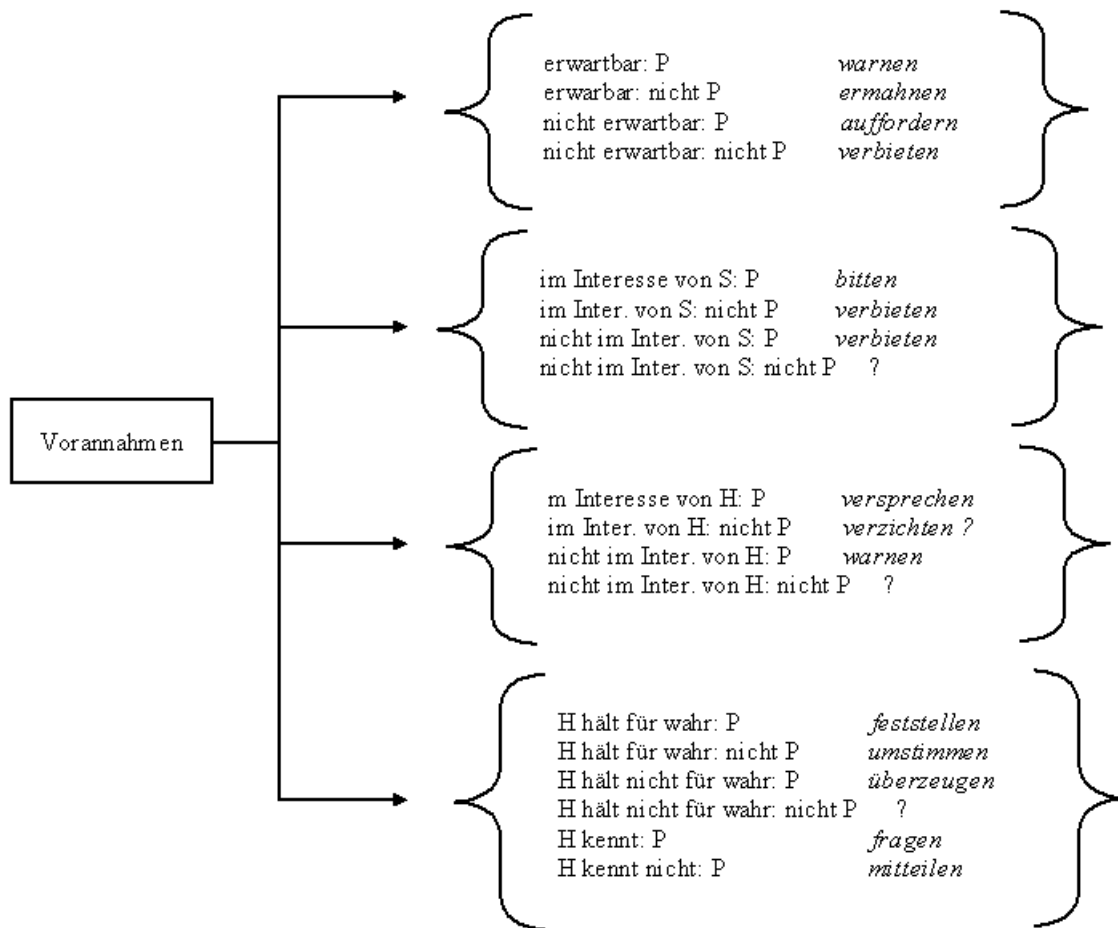 erwartbar: P warnen
erwarbar: nicht P ermahnen
nicht erwartbar: P auffordern
nicht erwartbar: nicht P verbieten
im Interesse von S: P bitten
im Inter. von S: nicht P verbieten
nicht im Inter. von S: P verbieten
nicht im Inter. von S: nicht P ?
Vorannahmen
m Interesse von H: P versprechen
im Inter. von H: nicht P verzichten ?
nicht im Inter. von H: P warnen
nicht im Inter. von H: nicht P ?
H hält für wahr: P feststellen
H hält für wahr: nicht P umstimmen
H hält nicht für wahr: P überzeugen
H hält nicht für wahr: nicht P ?
H kennt: P fragen
H kennt nicht: P mitteilen